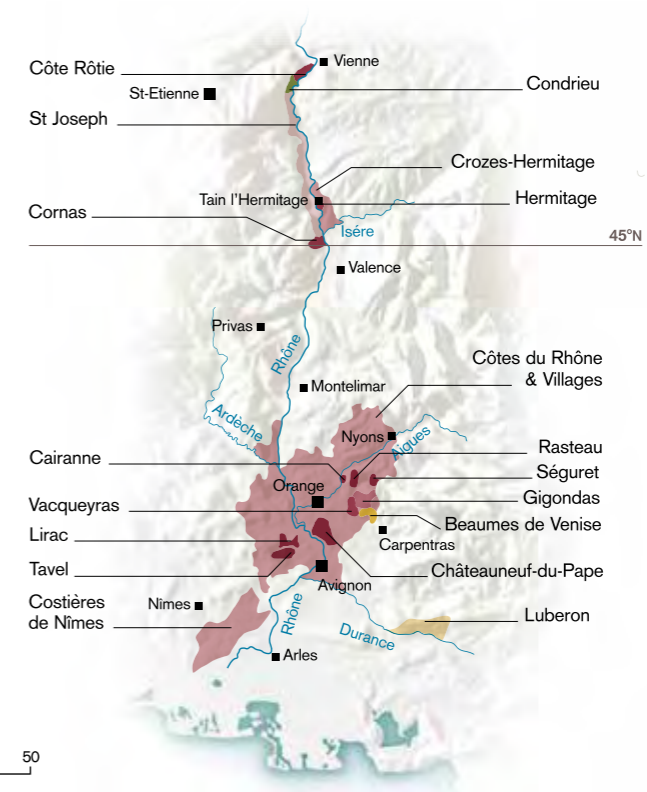 Vienne
Côte Rôtie
Condrieu
St-Etienne
St Joseph
Crozes-Hermitage
Tain l'Hermitage
Hermitage
Cornas
Isére
45°N
Valence
Privas
Rhône
Montelimar
Côtes du Rhône
& Villages
Ardèche
Nyons
Aigues
Rasteau
Cairanne
Séguret
Orange
Gigondas
Vacqueyras
Beaumes de Venise
Lirac
Carpentras
Tavel
Châteauneuf-du-Pape
Avignon
Costières
de Nîmes
Nimes
Rhône
Luberon
Durance
Arles
50